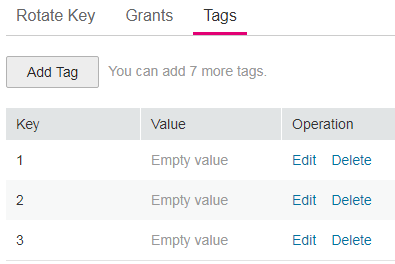 Rotate Key Grants Tags
Add Tag You can add 7 more tags.
Key Value Operation
1 Empty value Edit Delete
2 Empty value Edit Delete
3 Empty value Edit Delete